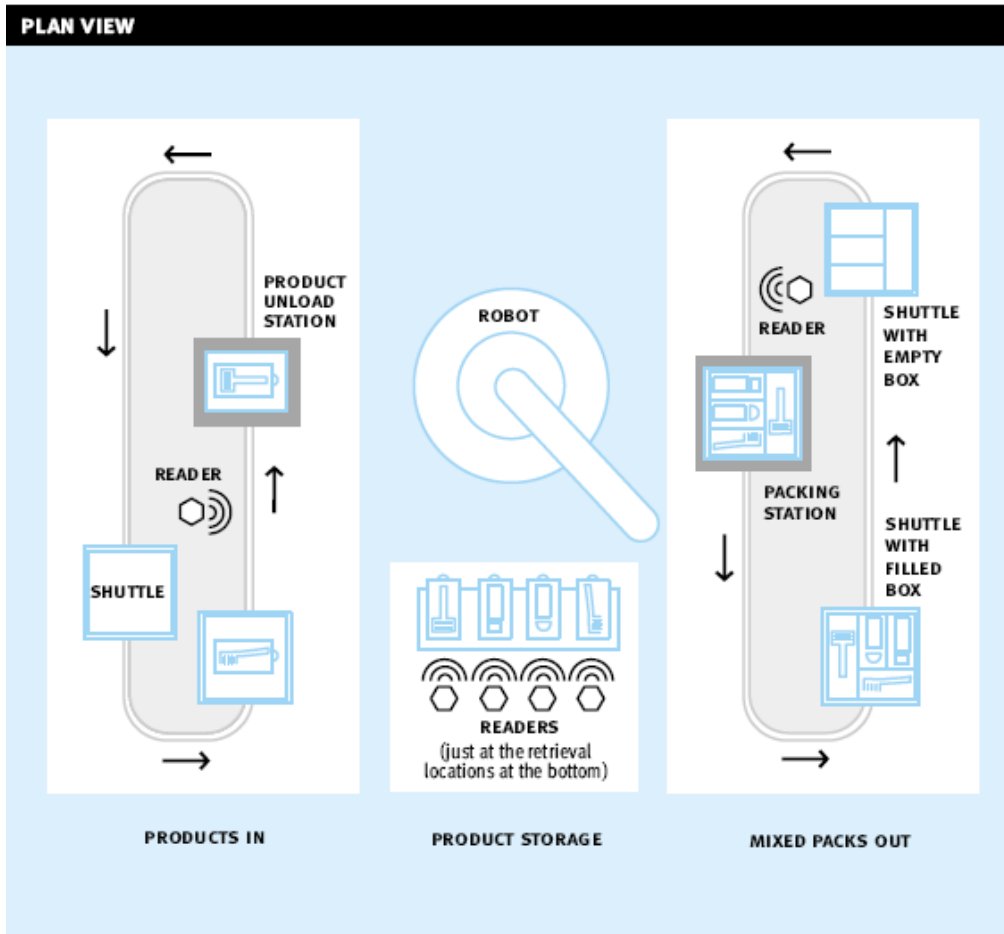 PLAN VIEW
PRODUCT
UNLOAD
STATION
READER
SHUTTLE
PRODUCTS IN
ROBOT
READERS
(just at the retrieval
locations at the bottom)
PRODUCT STORAGE
READER
SHUTTLE
WITH
EMPTY
BOX
PACKING
STATION
SHUTTLE
WITH
FILLED
BOX
MIXED PACKS OUT